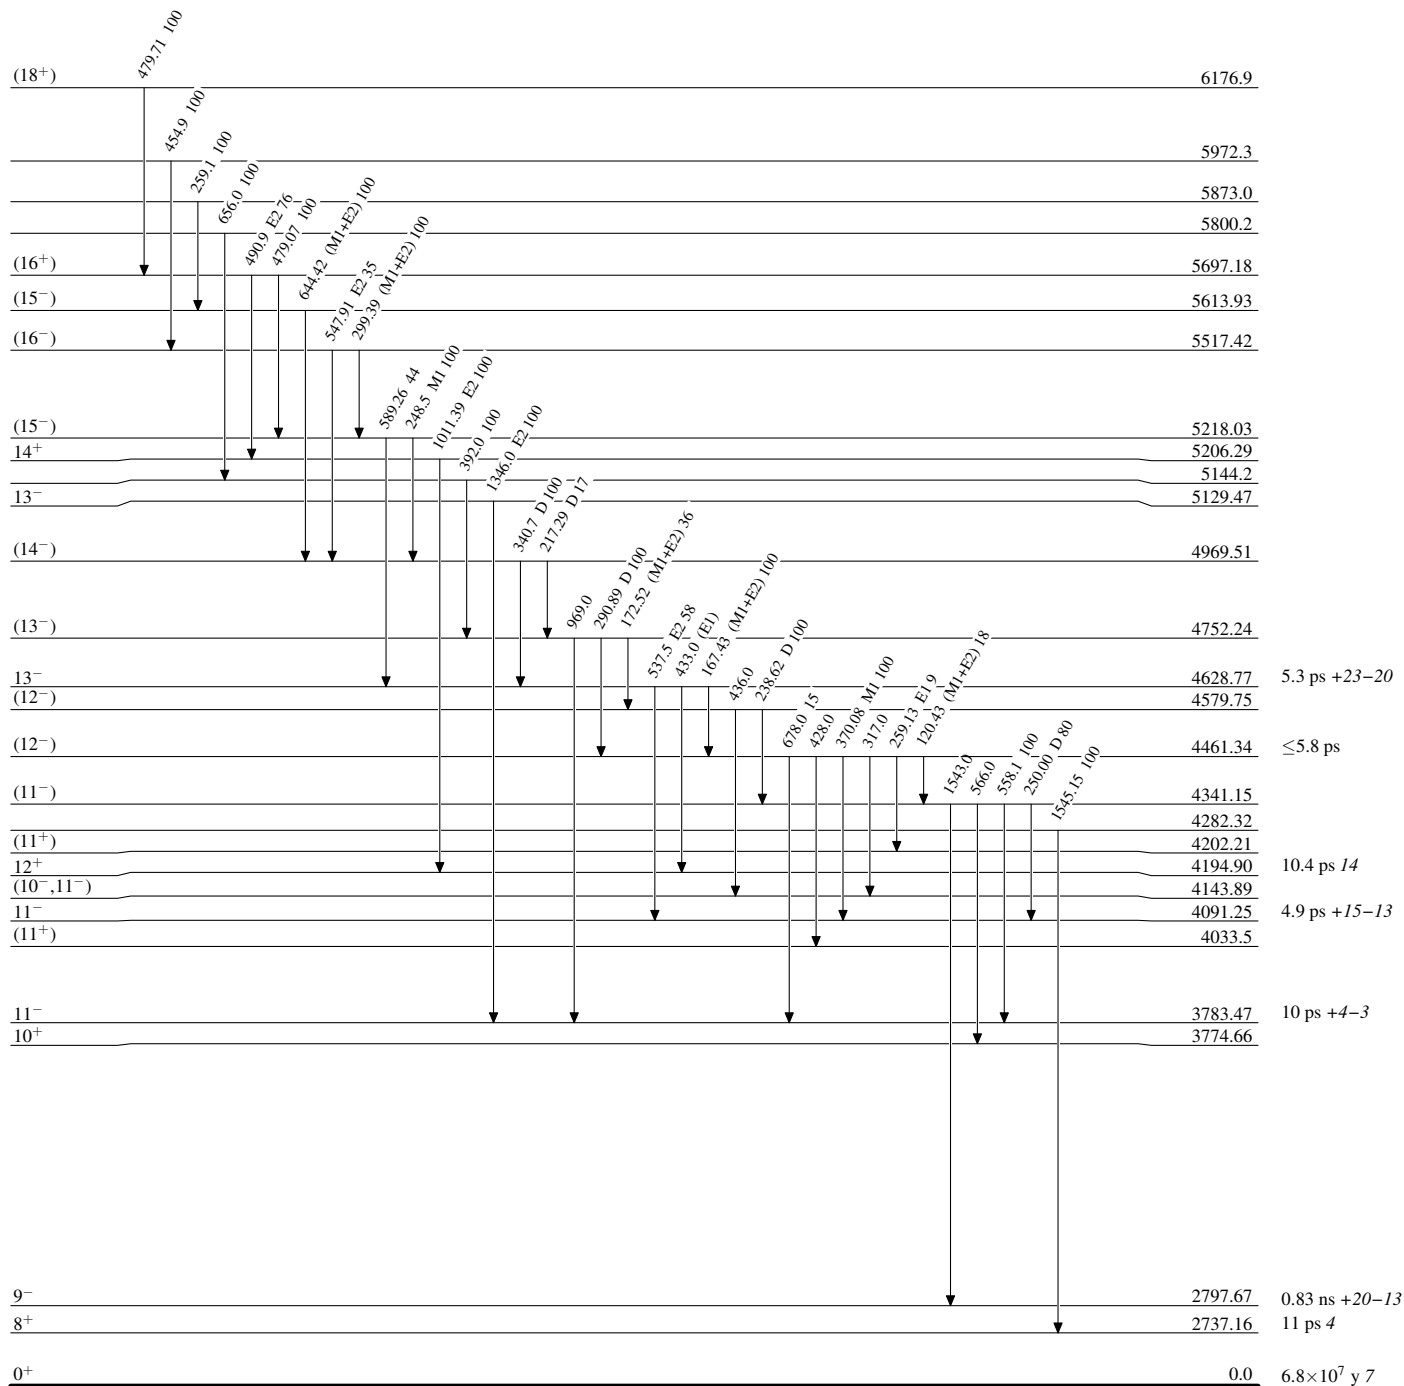 479.71 100
(18+) 6176.9
454.9 100
5972.3
259.1 100
5873.0
656.0 100
5800.2
490.9 E2 76
479.07 100
(16+) 5697.18
644.42 (M1+E2) 100
(15−) 5613.93
547.91 E2 35
299.39 (M1+E2) 100
(16−) 5517.42
589.26 44
248.5 M1 100
(15−) 5218.03
1011.39 E2 100
14+ 5206.29
392.0 100
5144.2
1346.0 E2 100
13− 5129.47
340.7 D 100
217.29 D 17
(14−) 4969.51
969.0
290.89 D 100
172.52 (M1+E2) 36
(13−) 4752.24
537.5 E2 58
433.0 (E1)
167.43 (M1+E2) 100
13− 4628.77 5.3 ps +23−20
436.0
238.62 D 100
(12−) 4579.75
678.0 15
428.0
370.08 M1 100
317.0
259.13 E1 9
120.43 (M1+E2) 18
(12−) 4461.34 ≤5.8 ps
1543.0
566.0
558.1 100
250.00 D 80
(11−) 4341.15
1545.15 100
4282.32
(11+) 4202.21
12+ 4194.90 10.4 ps 14
(10−,11−) 4143.89
11− 4091.25 4.9 ps +15−13
(11+) 4033.5
11− 3783.47 10 ps +4−3
10+ 3774.66
9− 2797.67 0.83 ns +20−13
8+ 2737.16 11 ps 4
0+ 0.0 6.8×10⁷ y 7